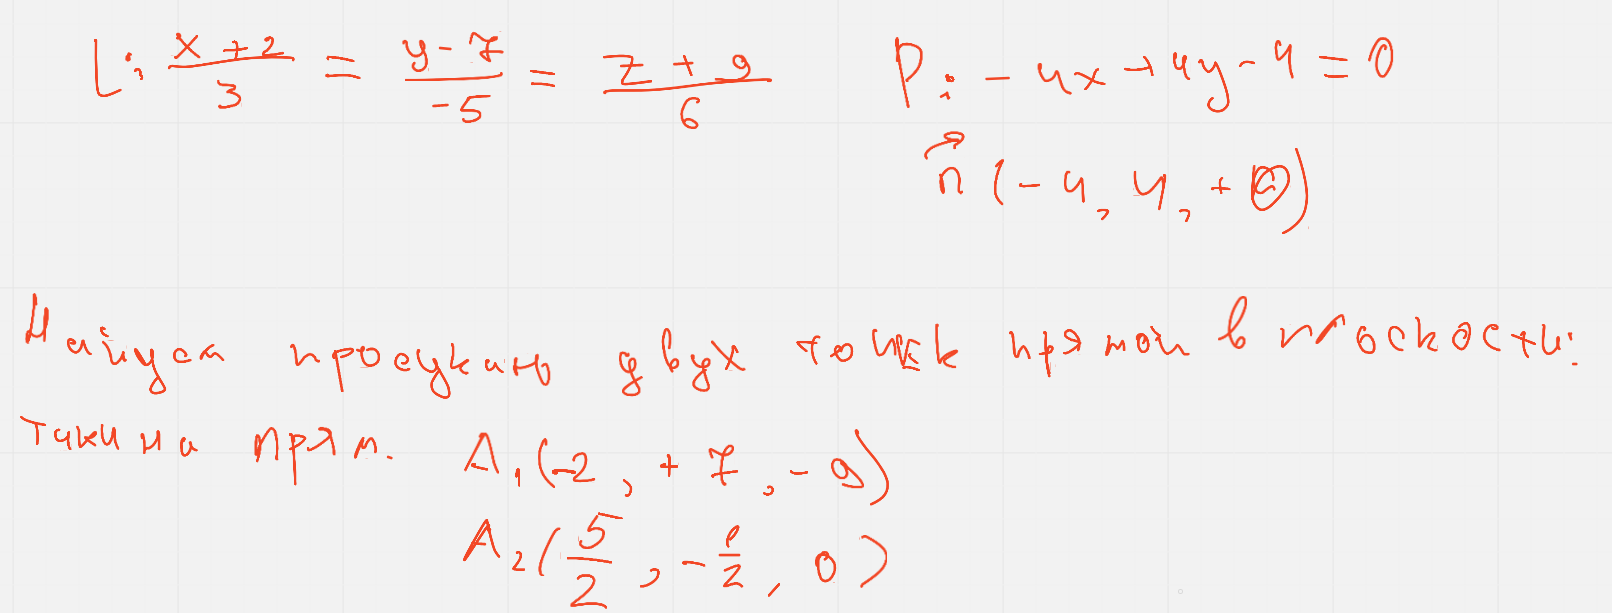 L: \frac{x+2}{3} = \frac{y-7}{-5} = \frac{z+9}{6} P: -4x+4y-4=0
\vec{n} (-4, 4, +0)
Найдем проекцию двух точек прямой в плоскости:
Точки на прям. A_1(-2, +7, -9)
A_2(\frac{5}{2}, -\frac{1}{2}, 0)